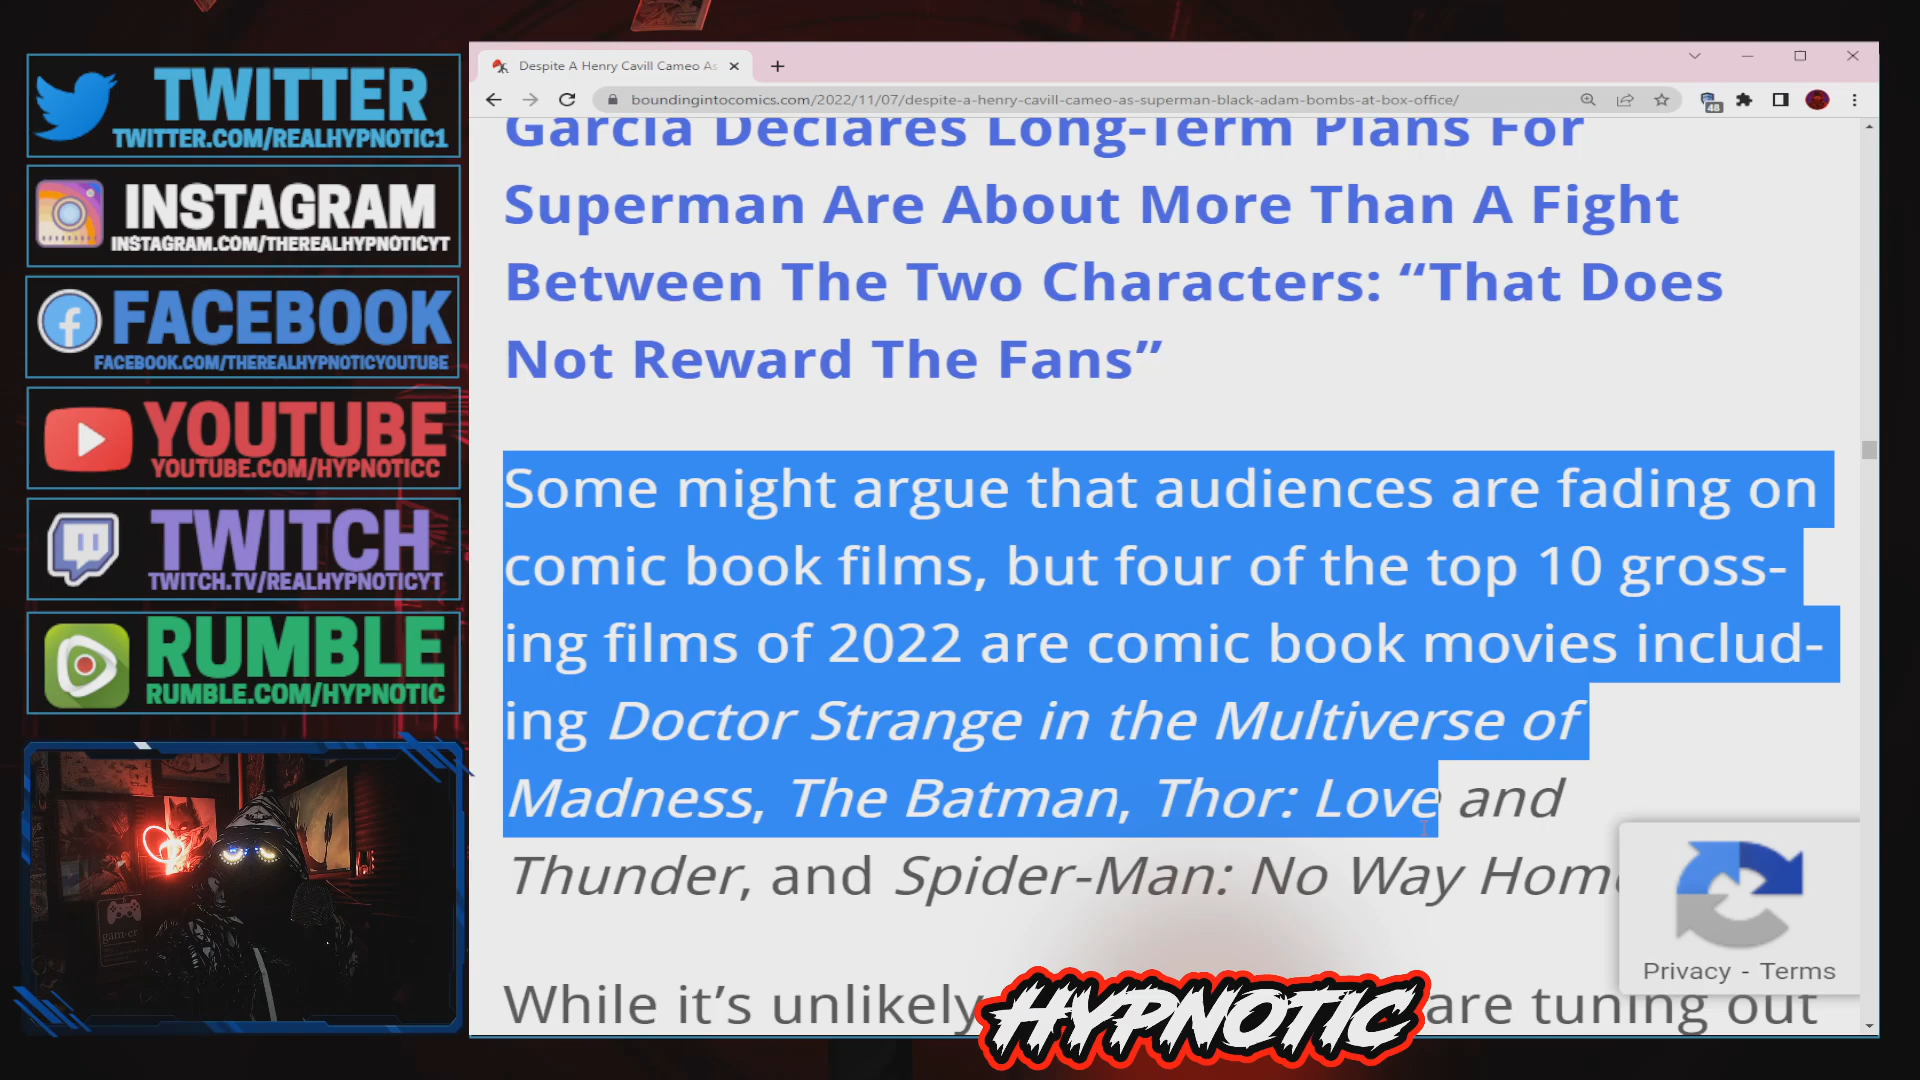 TWITTER
TWITTER.COM/REALHYPNOTIC1
INSTAGRAM
INSTAGRAM.COM/THEREALHYPNOTICYT
FACEBOOK
FACEBOOK.COM/THEREALHYPNOTICYOUTUBE
YOUTUBE
YOUTUBE.COM/HYPNOTICC
TWITCH
TWITCH.TV/REALHYPNOTICYT
RUMBLE
RUMBLE.COM/HYPNOTIC
gam·er
Despite A Henry Cavill Cameo As
boundingintocomics.com/2022/11/07/despite-a-henry-cavill-cameo-as-superman-black-adam-bombs-at-box-office/
48
Garcia Declares Long-Term Plans For
Superman Are About More Than A Fight
Between The Two Characters: “That Does
Not Reward The Fans”
Some might argue that audiences are fading on
comic book films, but four of the top 10 gross-
ing films of 2022 are comic book movies includ-
ing Doctor Strange in the Multiverse of
Madness, The Batman, Thor: Love and
Thunder, and Spider-Man: No Way Home
Privacy - Terms
While it’s unlikely
are tuning out
HYPNOTIC